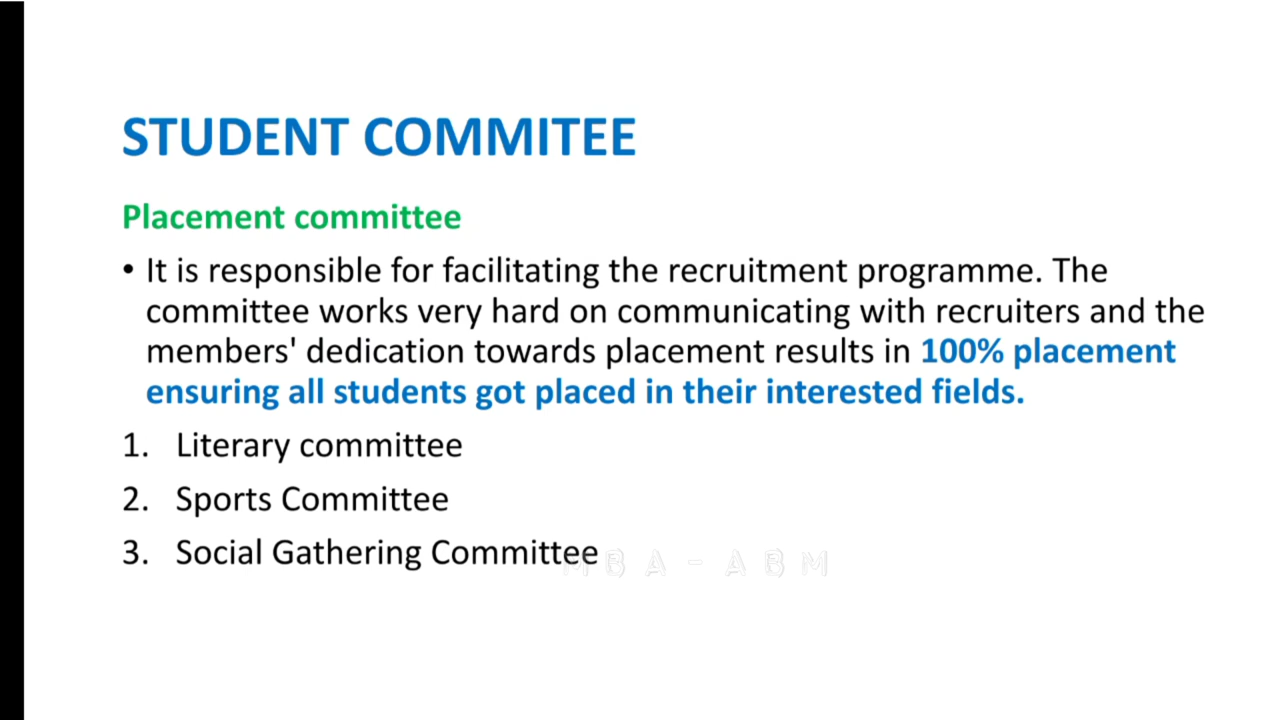 STUDENT COMMITEE
Placement committee
• It is responsible for facilitating the recruitment programme. The
committee works very hard on communicating with recruiters and the
members' dedication towards placement results in 100% placement
ensuring all students got placed in their interested fields.
1. Literary committee
2. Sports Committee
3. Social Gathering Committee
MBA - ABM